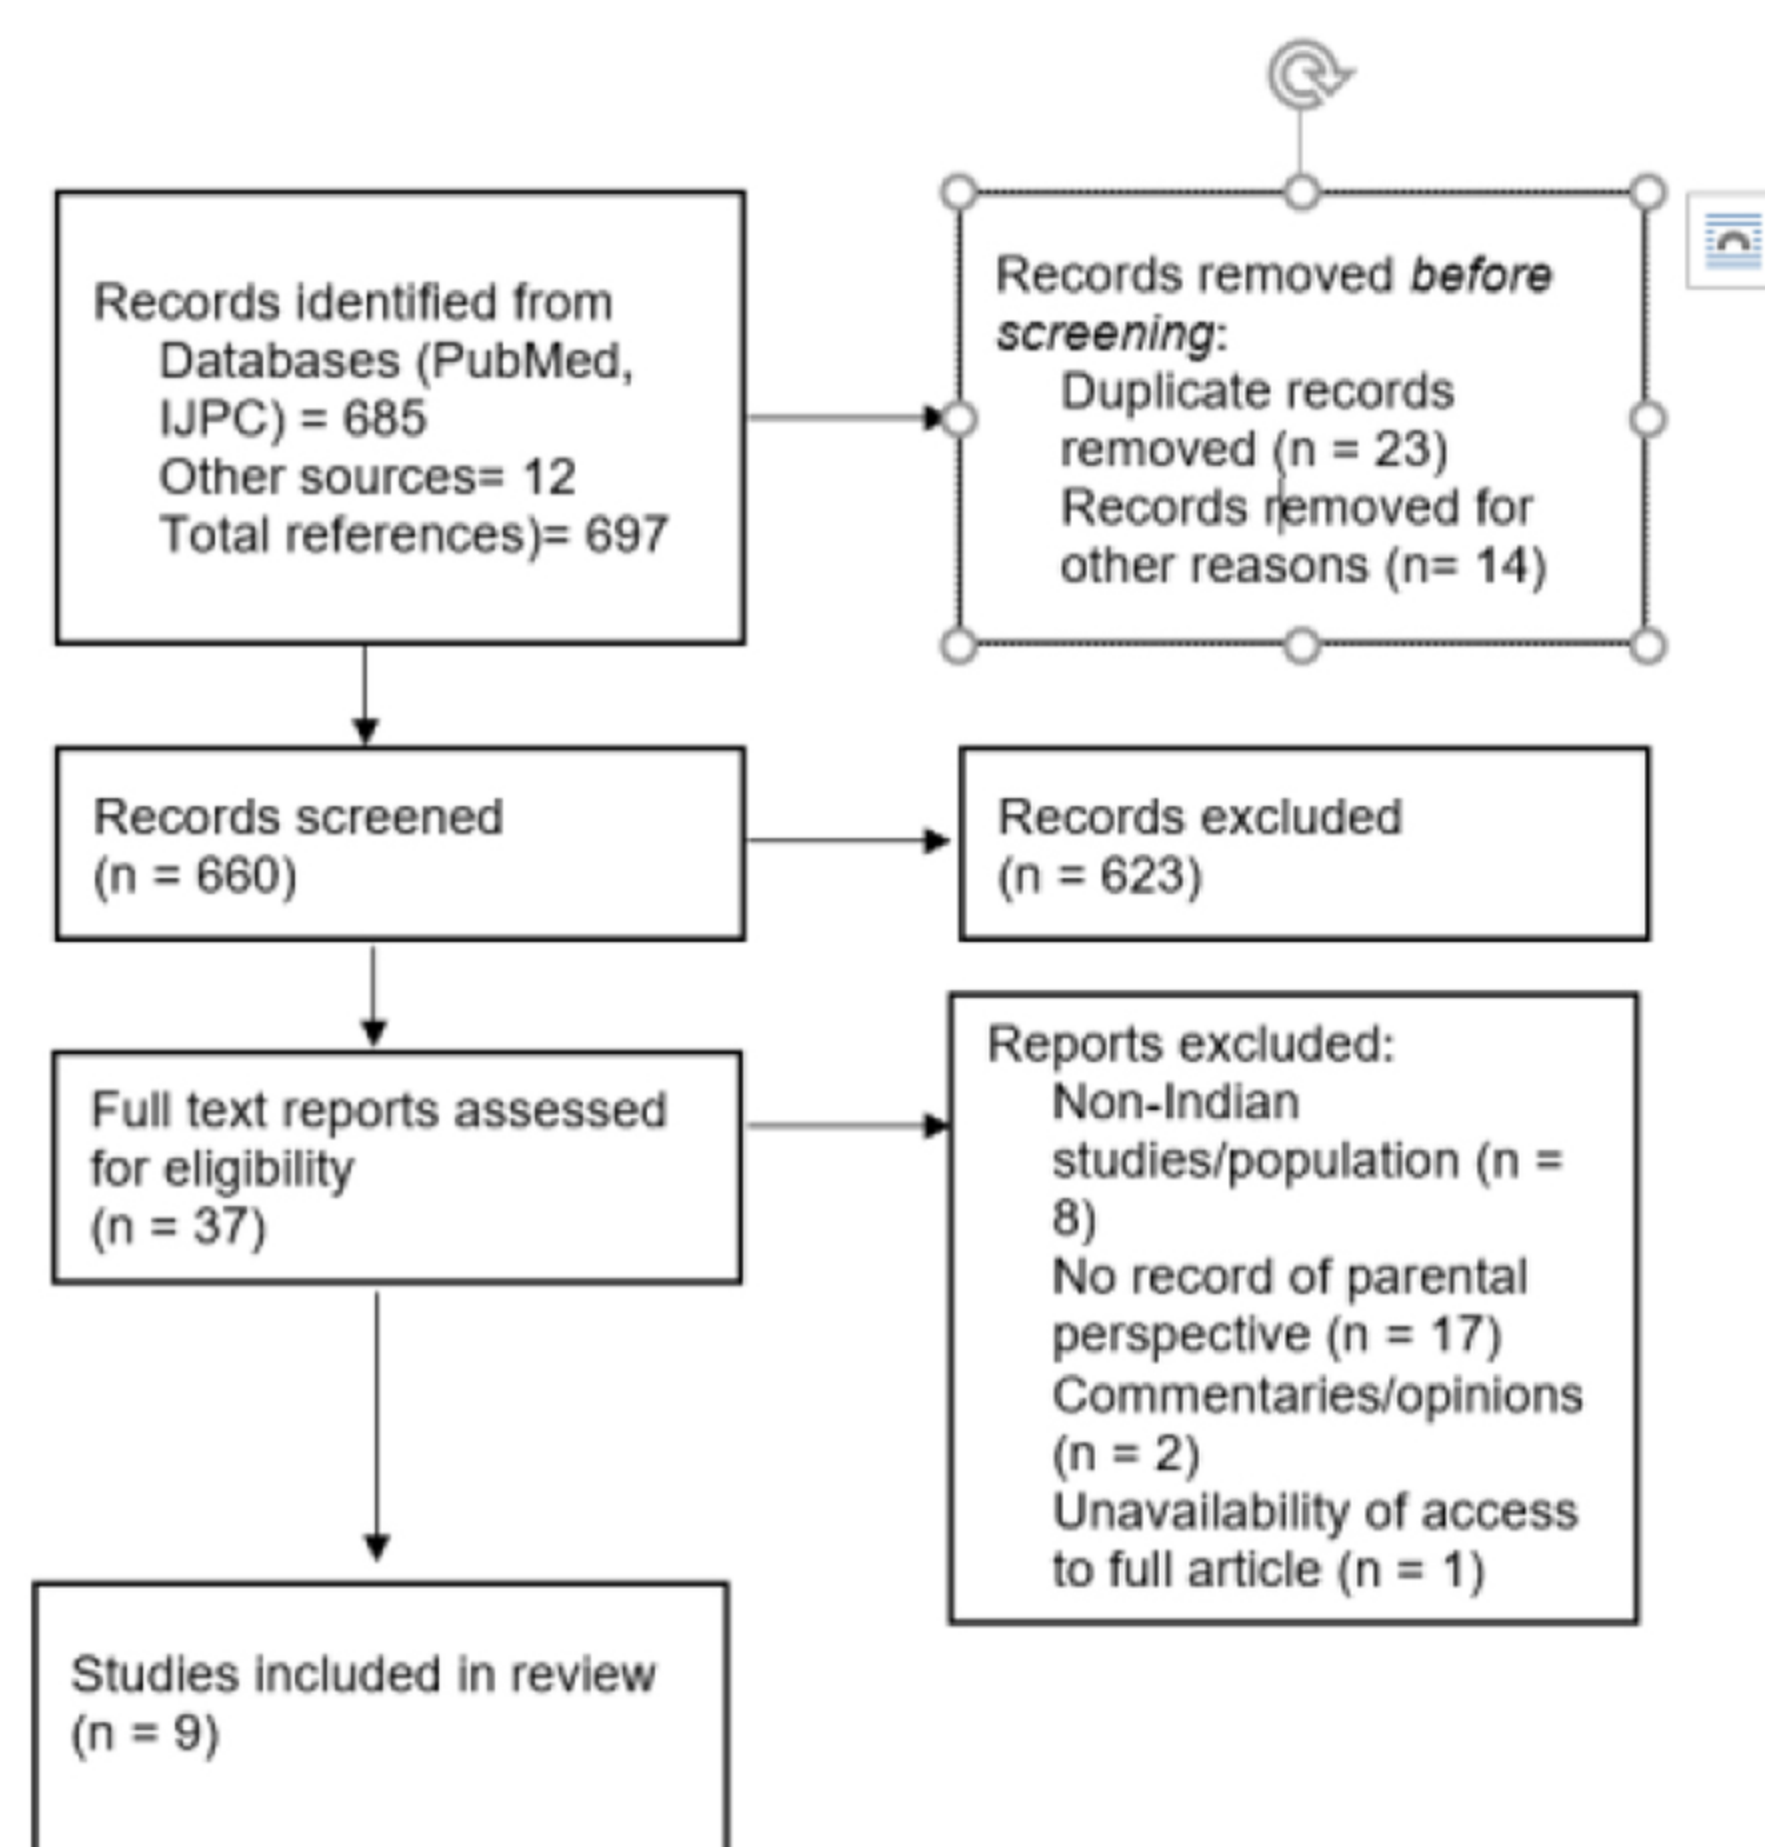 Records identified from
Databases (PubMed,
IJPC) = 685
Other sources= 12
Total references)= 697
Records removed before
screening:
Duplicate records
removed (n = 23)
Records removed for
other reasons (n= 14)
Records screened
(n = 660)
Records excluded
(n = 623)
Full text reports assessed
for eligibility
(n = 37)
Reports excluded:
Non-Indian
studies/population (n =
8)
No record of parental
perspective (n = 17)
Commentaries/opinions
(n = 2)
Unavailability of access
to full article (n = 1)
Studies included in review
(n = 9)